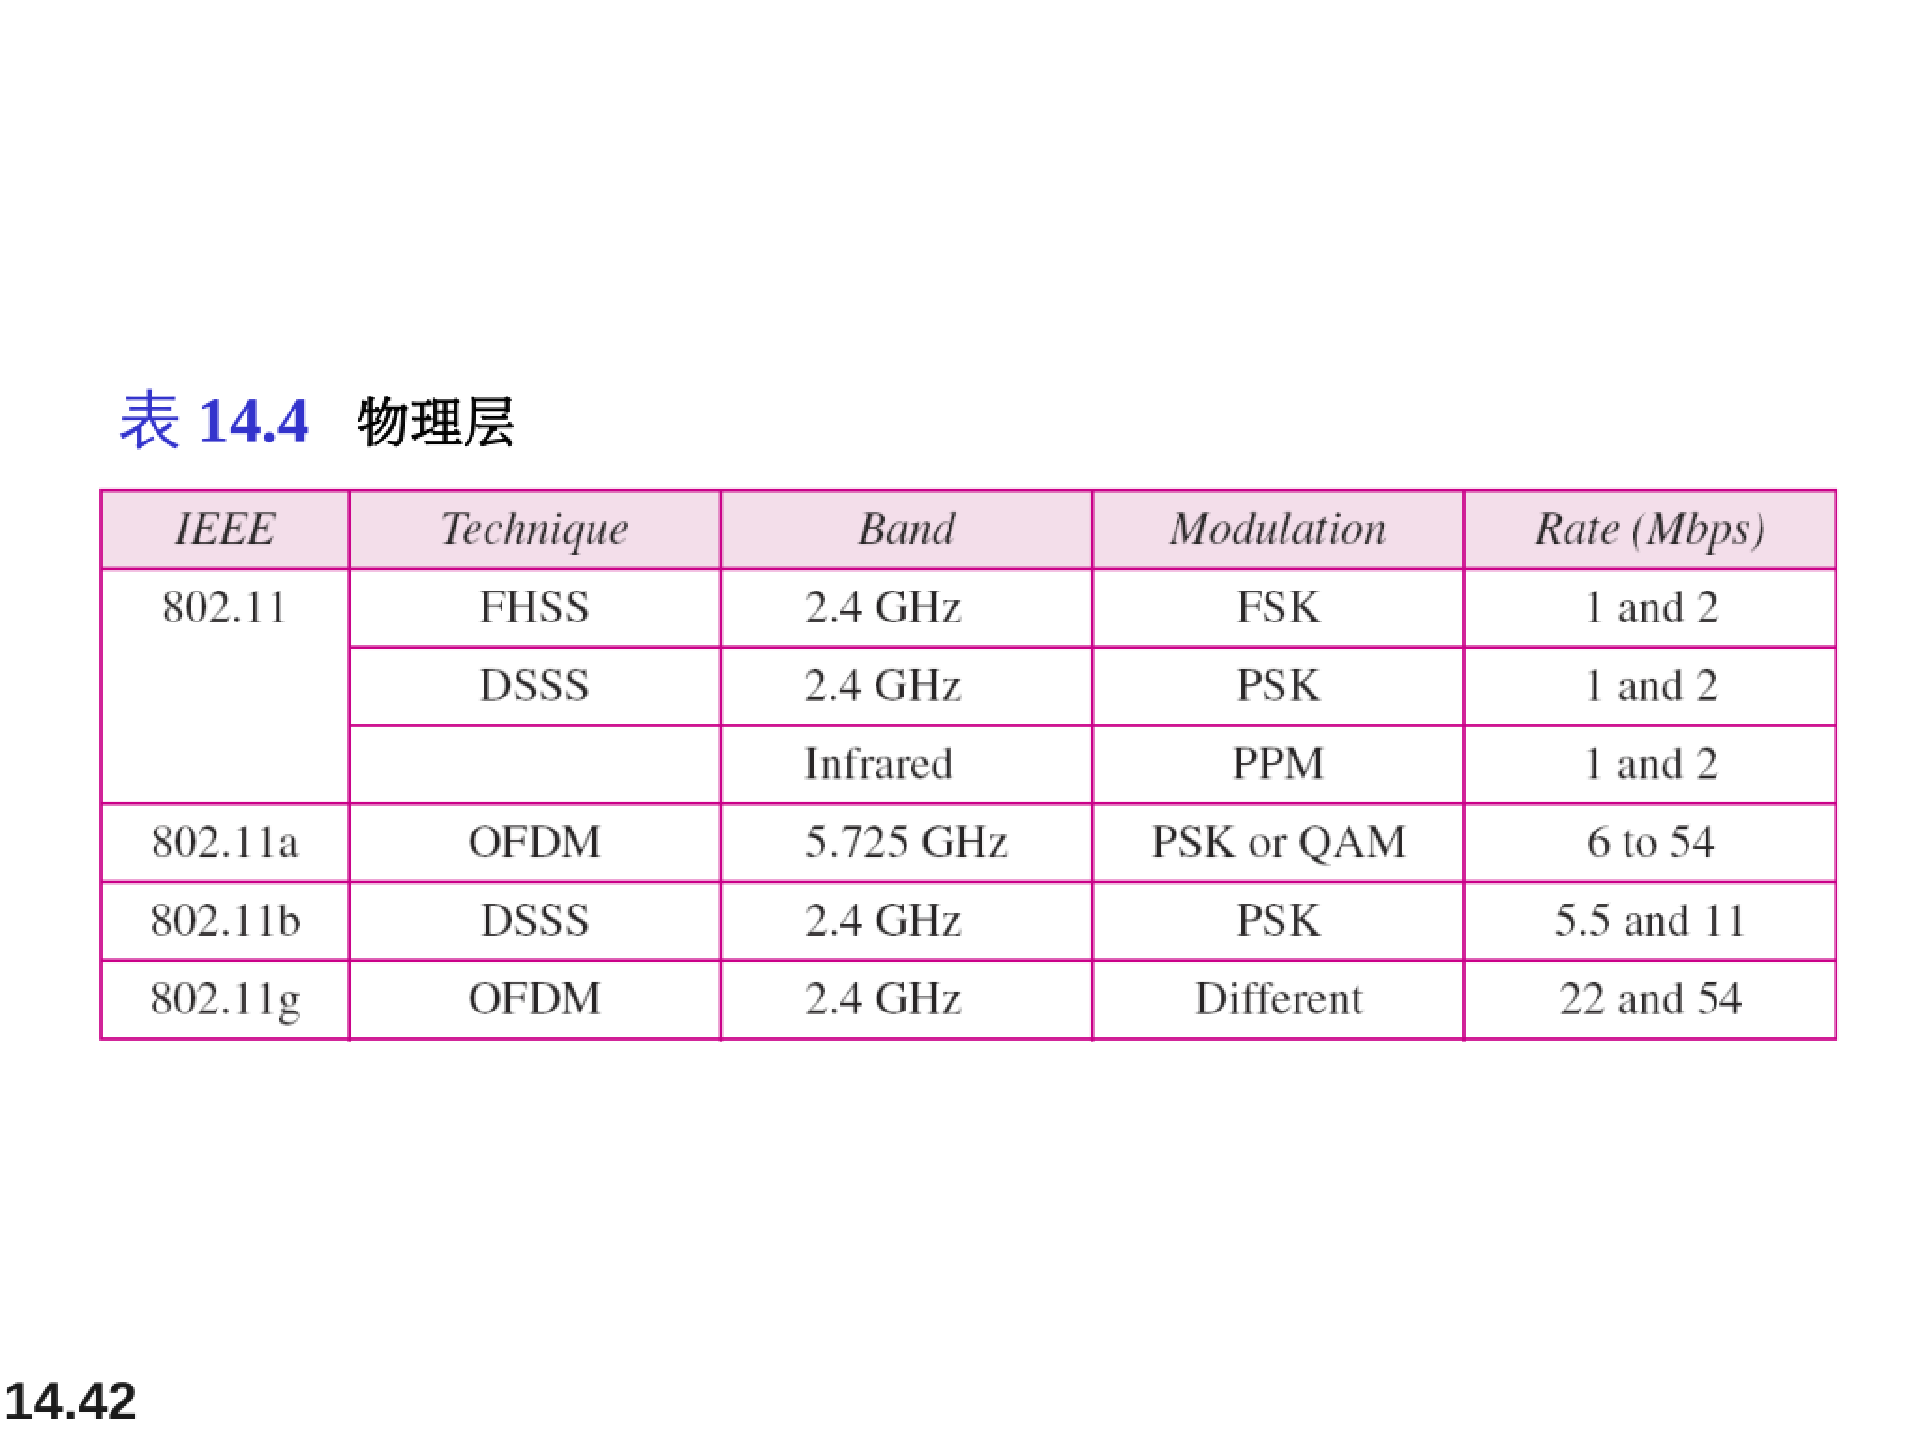 表 14.4 物理层
IEEE Technique Band Modulation Rate (Mbps)
802.11 FHSS 2.4 GHz FSK 1 and 2
DSSS 2.4 GHz PSK 1 and 2
Infrared PPM 1 and 2
802.11a OFDM 5.725 GHz PSK or QAM 6 to 54
802.11b DSSS 2.4 GHz PSK 5.5 and 11
802.11g OFDM 2.4 GHz Different 22 and 54
14.42